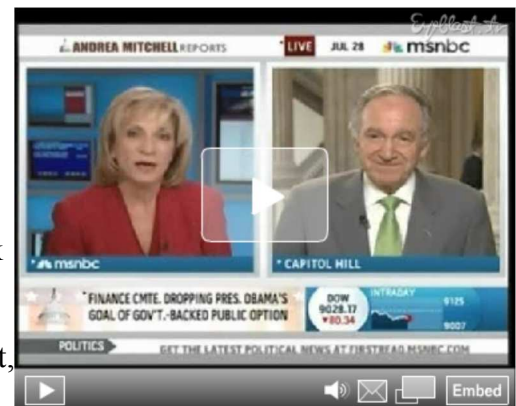 Eyeblast.tv
ANDREA MITCHELL REPORTS LIVE JUL 28 msnbc
msnbc
CAPITOL HILL
"FINANCE CMTE. DROPPING PRES. OBAMA'S
GOAL OF GOV'T.-BACKED PUBLIC OPTION
DOW
9028.17
▼80.34
INTRADAY
9125
9007
POLITICS GET THE LATEST POLITICAL NEWS AT FIRSTREAD.MSNBC.COM
t,
Embed